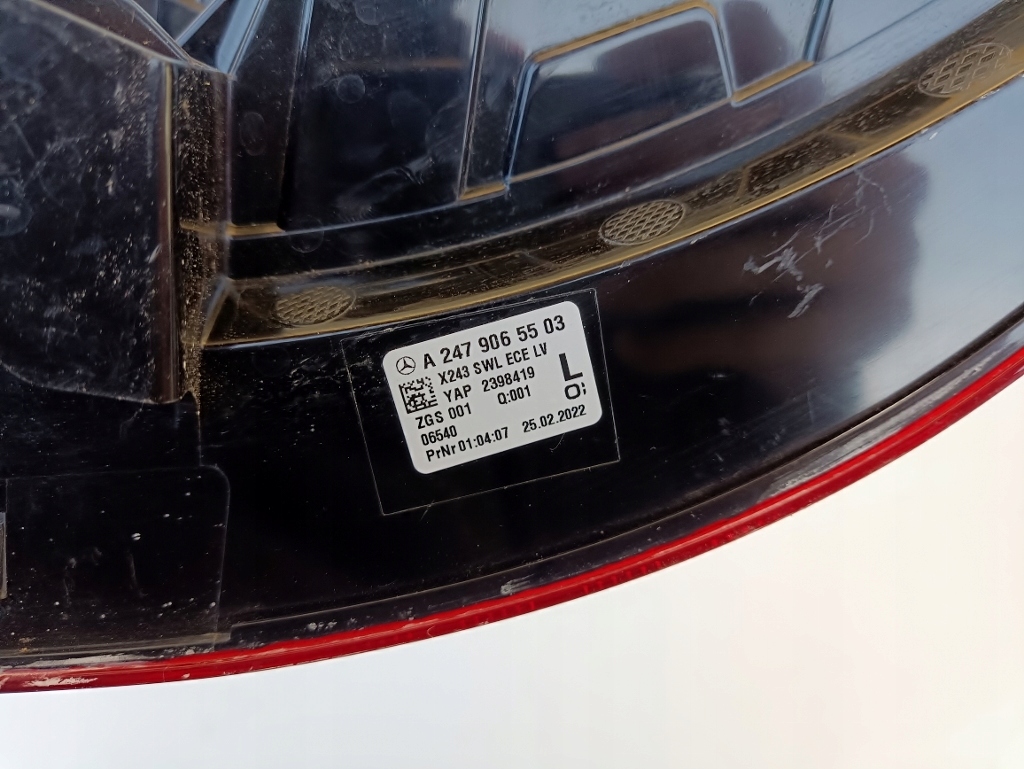 A 247 906 55 03
X243 SWL ECE LV
YAP 2398419
L
ZGS 001 Q:001
06540
PrNr 01:04:07 25.02.2022